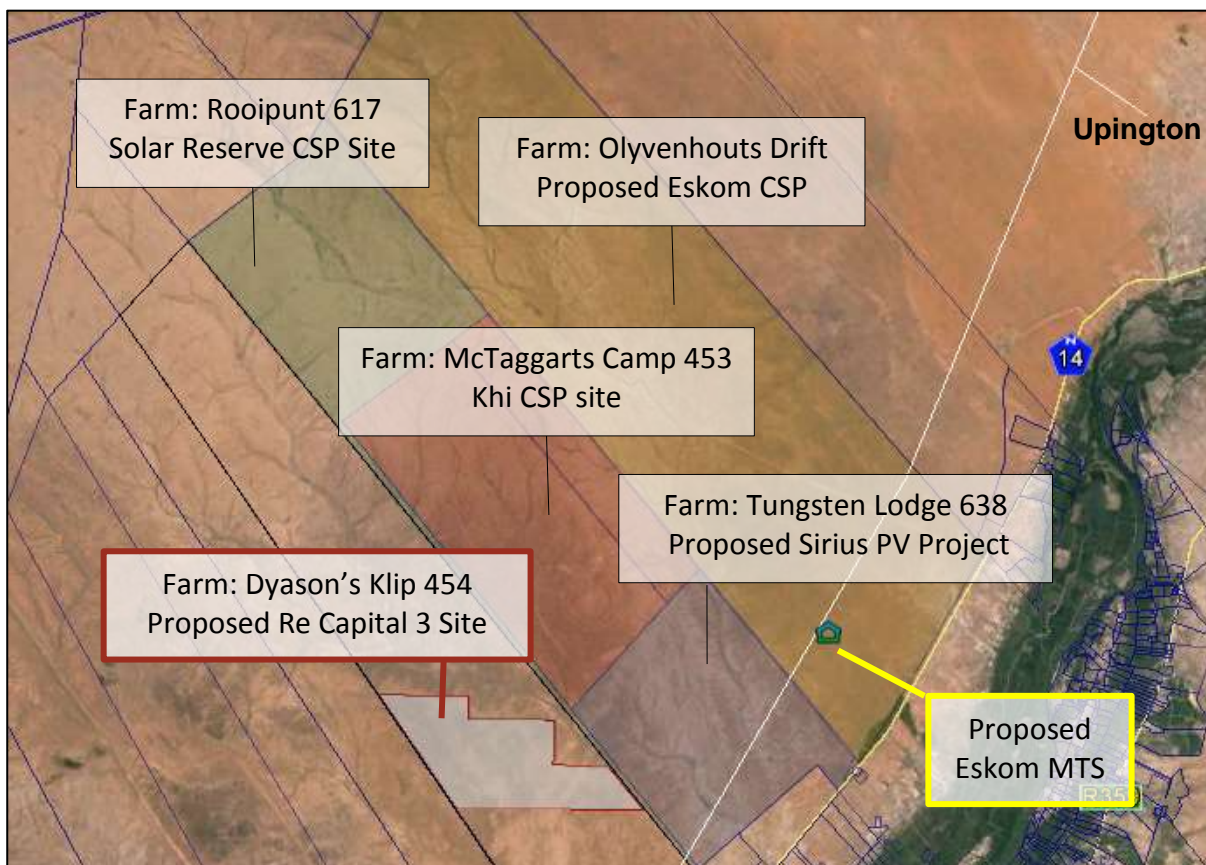 Farm: Rooipunt 617
Solar Reserve CSP Site
Farm: Olyvenhouts Drift
Proposed Eskom CSP
Upington
N
14
Farm: McTaggarts Camp 453
Khi CSP site
Farm: Tungsten Lodge 638
Proposed Sirius PV Project
Farm: Dyason’s Klip 454
Proposed Re Capital 3 Site
Proposed
Eskom MTS